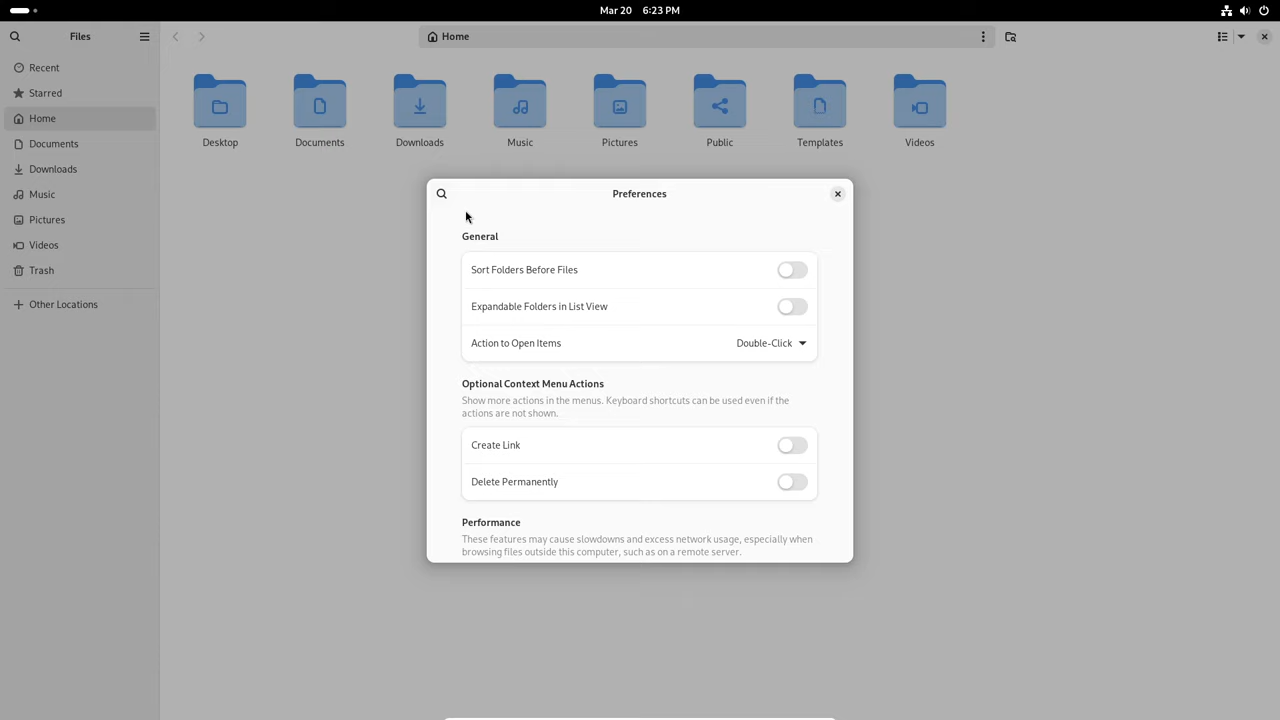 Mar 20 6:23 PM
Files
Home
Recent
Starred
Home
Documents
Downloads
Music
Pictures
Videos
Trash
Other Locations
Desktop
Documents
Downloads
Music
Pictures
Public
Templates
Videos
Preferences
General
Sort Folders Before Files
Expandable Folders in List View
Action to Open Items Double-Click
Optional Context Menu Actions
Show more actions in the menus. Keyboard shortcuts can be used even if the
actions are not shown.
Create Link
Delete Permanently
Performance
These features may cause slowdowns and excess network usage, especially when
browsing files outside this computer, such as on a remote server.